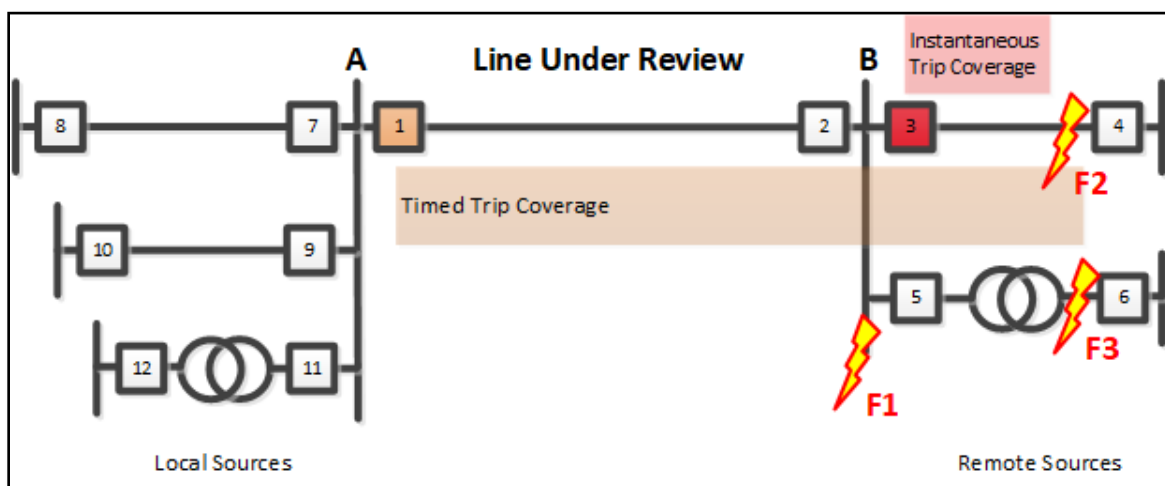 A
Line Under Review
B
Instantaneous
Trip Coverage
8
7
1
2
3
4
F2
Timed Trip Coverage
10
9
5
6
F3
12
11
F1
Local Sources
Remote Sources